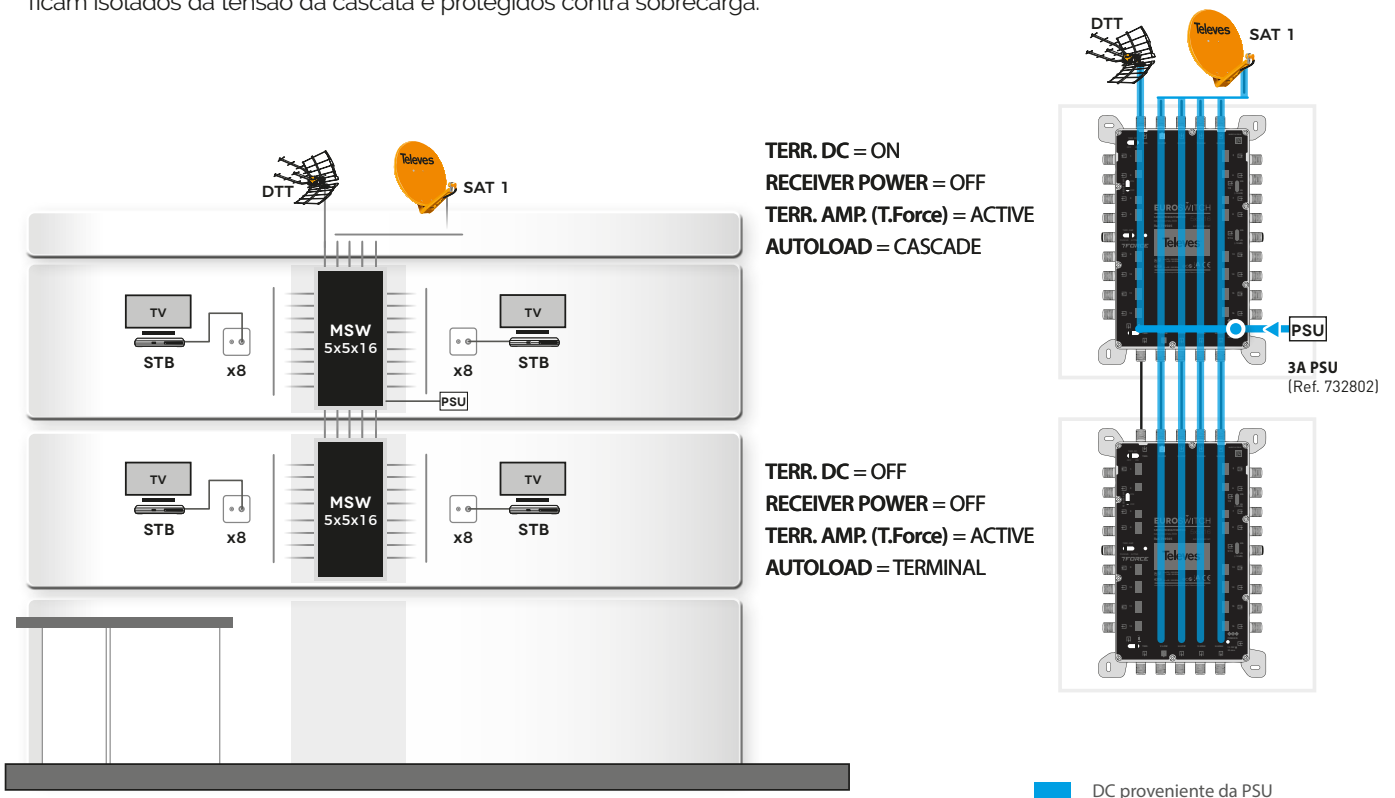 ficam isolados da tensão da cascata e protegidos contra sobrecarga.
DTT
Televes
SAT 1
TV
STB
x8
MSW
5x5x16
x8
TV
STB
PSU
TV
STB
x8
MSW
5x5x16
x8
TV
STB
TERR. DC = ON
RECEIVER POWER = OFF
TERR. AMP. (T.Force) = ACTIVE
AUTOLOAD = CASCADE
TERR. DC = OFF
RECEIVER POWER = OFF
TERR. AMP. (T.Force) = ACTIVE
AUTOLOAD = TERMINAL
DTT
Televes
SAT 1
EUROSWITCH
Televes
TFORCE
PSU
3A PSU
(Ref. 732802)
EUROSWITCH
Televes
TFORCE
DC proveniente da PSU